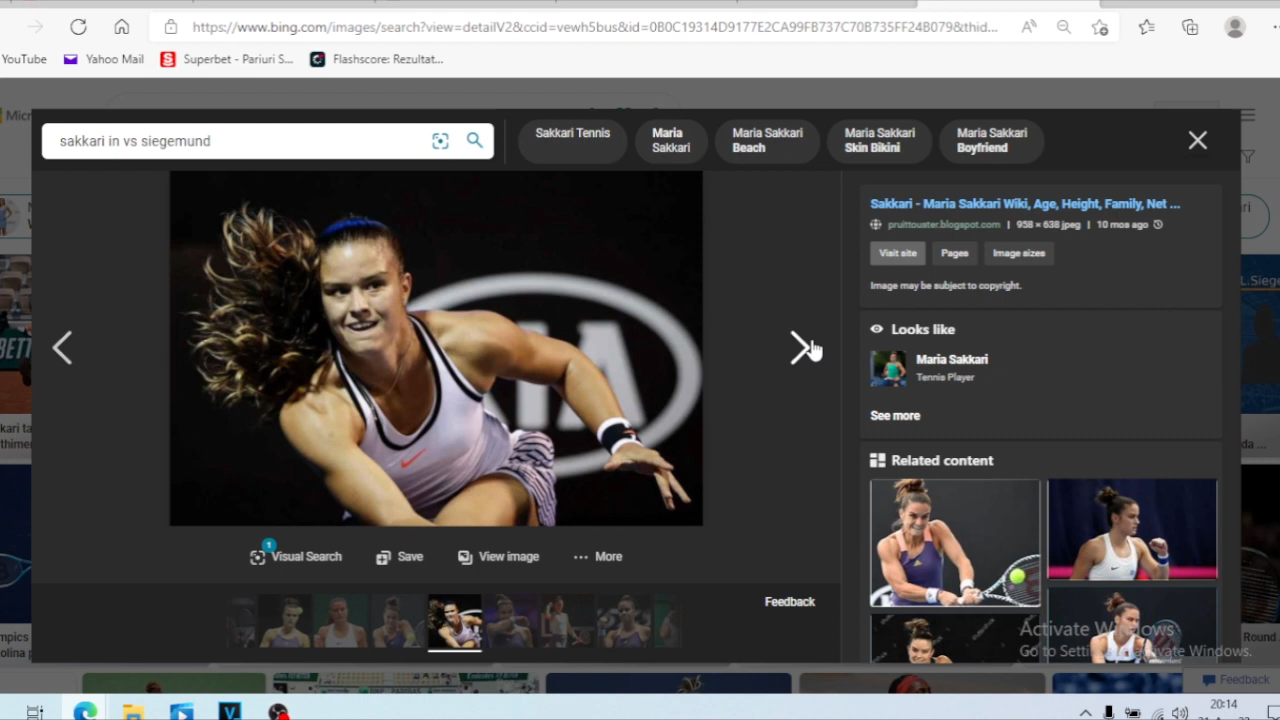 https://www.bing.com/images/search?view=detailV2&ccid=vewh5bus&id=0B0C19314D9177E2CA99FB737C70B735FF24B079&thid...
YouTube
Yahoo Mail
Superbet - Pariuri S...
Flashscore: Rezultat...
sakkari in vs siegemund
Sakkari Tennis
Maria
Sakkari
Maria Sakkari
Beach
Maria Sakkari
Skin Bikini
Maria Sakkari
Boyfriend
Sakkari - Maria Sakkari Wiki, Age, Height, Family, Net ...
pruittouster.blogspot.com | 958 × 638 jpeg | 10 mos ago
Visit site
Pages
Image sizes
Image may be subject to copyright.
Looks like
Maria Sakkari
Tennis Player
See more
Related content
1
Visual Search
Save
View image
More
Feedback
Activate Windows
Go to Settings to activate Windows.
Feedback
20:14